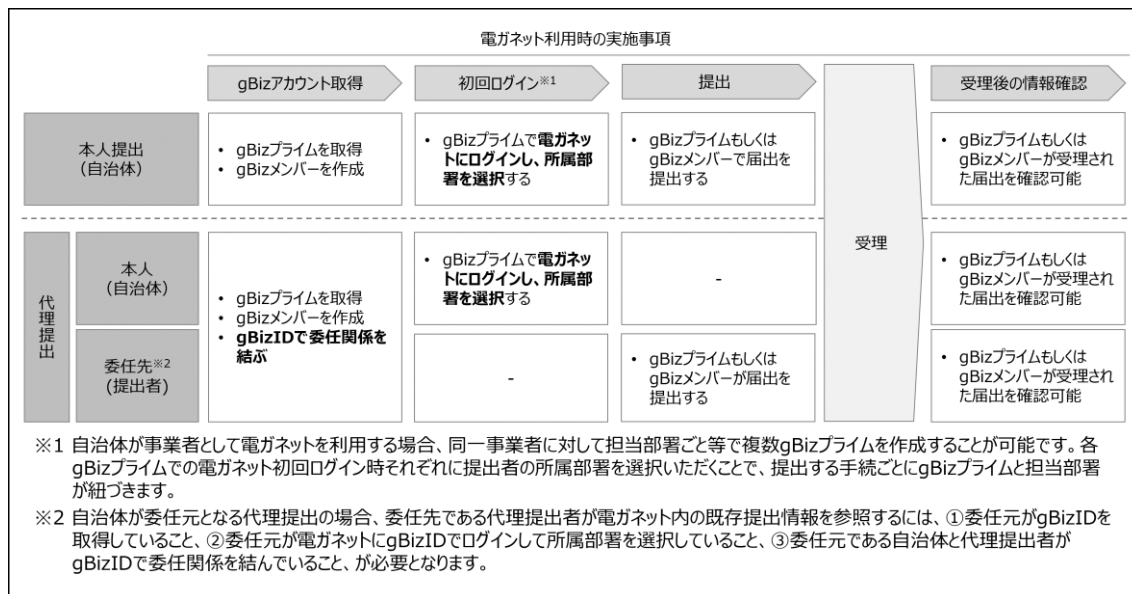 電ガネット利用時の実施事項
gBizアカウント取得
初回ログイン※1
提出
受理後の情報確認
本人提出
(自治体)
• gBizプライムを取得
• gBizメンバーを作成
• gBizプライムで電ガネッ
トにログインし、所属部
署を選択する
• gBizプライムもしくは
gBizメンバーで届出を
提出する
受理
• gBizプライムもしくは
gBizメンバーが受理され
た届出を確認可能
代理提出
本人
(自治体)
• gBizプライムを取得
• gBizメンバーを作成
• gBizIDで委任関係を
結ぶ
• gBizプライムで電ガネッ
トにログインし、所属部
署を選択する
-
• gBizプライムもしくは
gBizメンバーが受理され
た届出を確認可能
委任先※2
(提出者)
-
• gBizプライムもしくは
gBizメンバーが届出を
提出する
• gBizプライムもしくは
gBizメンバーが受理され
た届出を確認可能
※1 自治体が事業者として電ガネットを利用する場合、同一事業者に対して担当部署ごと等で複数gBizプライムを作成することが可能です。各
gBizプライムでの電ガネット初回ログイン時それぞれに提出者の所属部署を選択いただくことで、提出する手続ごとにgBizプライムと担当部署
が紐づきます。
※2 自治体が委任元となる代理提出の場合、委任先である代理提出者が電ガネット内の既存提出情報を参照するには、①委任元がgBizIDを
取得していること、②委任元が電ガネットにgBizIDでログインして所属部署を選択していること、③委任元である自治体と代理提出者が
gBizIDで委任関係を結んでいること、が必要となります。